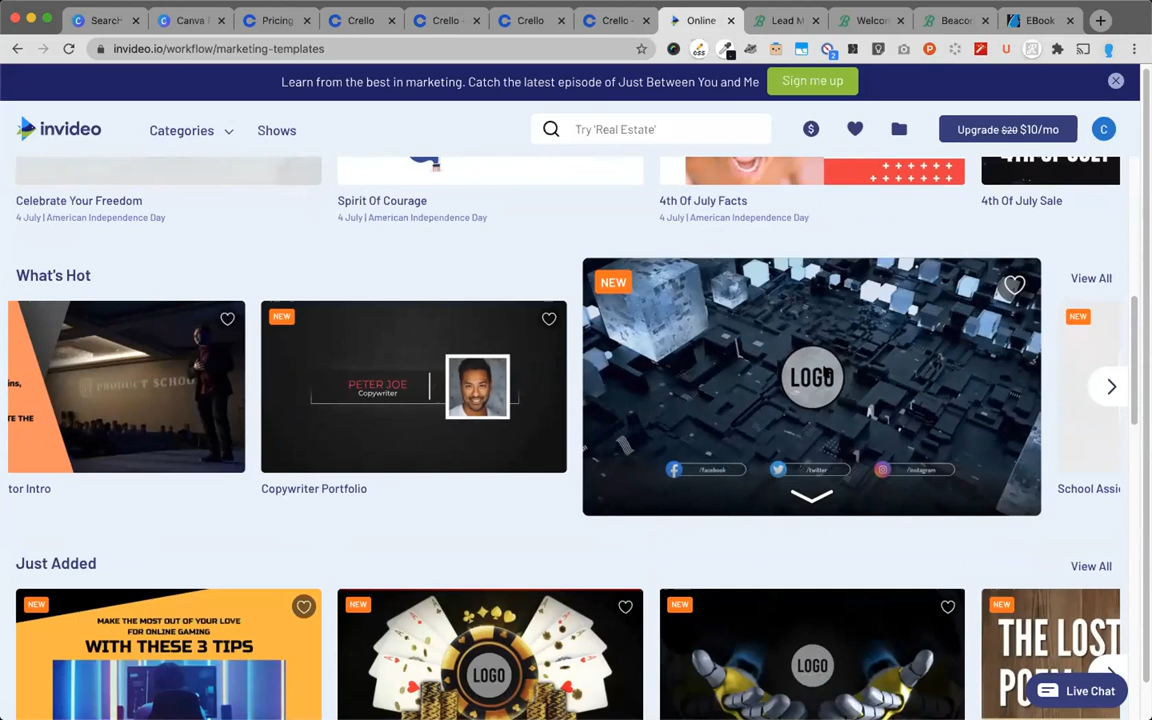 Search
Canva
Pricing
Crello
Crello
Crello
Crello
Online
Lead M
Welcon
Beacon
EBook
invideo.io/workflow/marketing-templates
Learn from the best in marketing. Catch the latest episode of Just Between You and Me
Sign me up
invideo
Categories
Shows
Try 'Real Estate'
Upgrade $20 $10/mo
C
Celebrate Your Freedom
4 July | American Independence Day
Spirit Of Courage
4 July | American Independence Day
4th Of July Facts
4 July | American Independence Day
4th Of July Sale
What's Hot
View All
PRODUCT SCHOO
tor Intro
NEW
PETER JOE
Copywriter
Copywriter Portfolio
NEW
LOGO
/facebook
/twitter
/instagram
NEW
School Assi
Just Added
View All
NEW
MAKE THE MOST OUT OF YOUR LOVE
FOR ONLINE GAMING
WITH THESE 3 TIPS
NEW
LOGO
NEW
LOGO
NEW
THE LOST
Live Chat